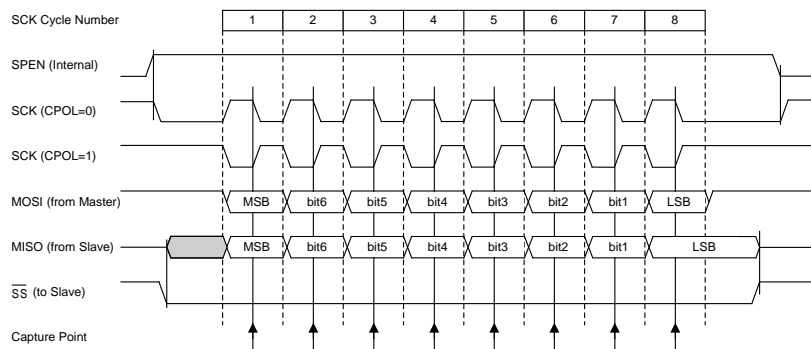 SCK Cycle Number 1 2 3 4 5 6 7 8
SPEN (Internal)
SCK (CPOL=0)
SCK (CPOL=1)
MOSI (from Master) MSB bit6 bit5 bit4 bit3 bit2 bit1 LSB
MISO (from Slave) MSB bit6 bit5 bit4 bit3 bit2 bit1 LSB
SS (to Slave)
Capture Point